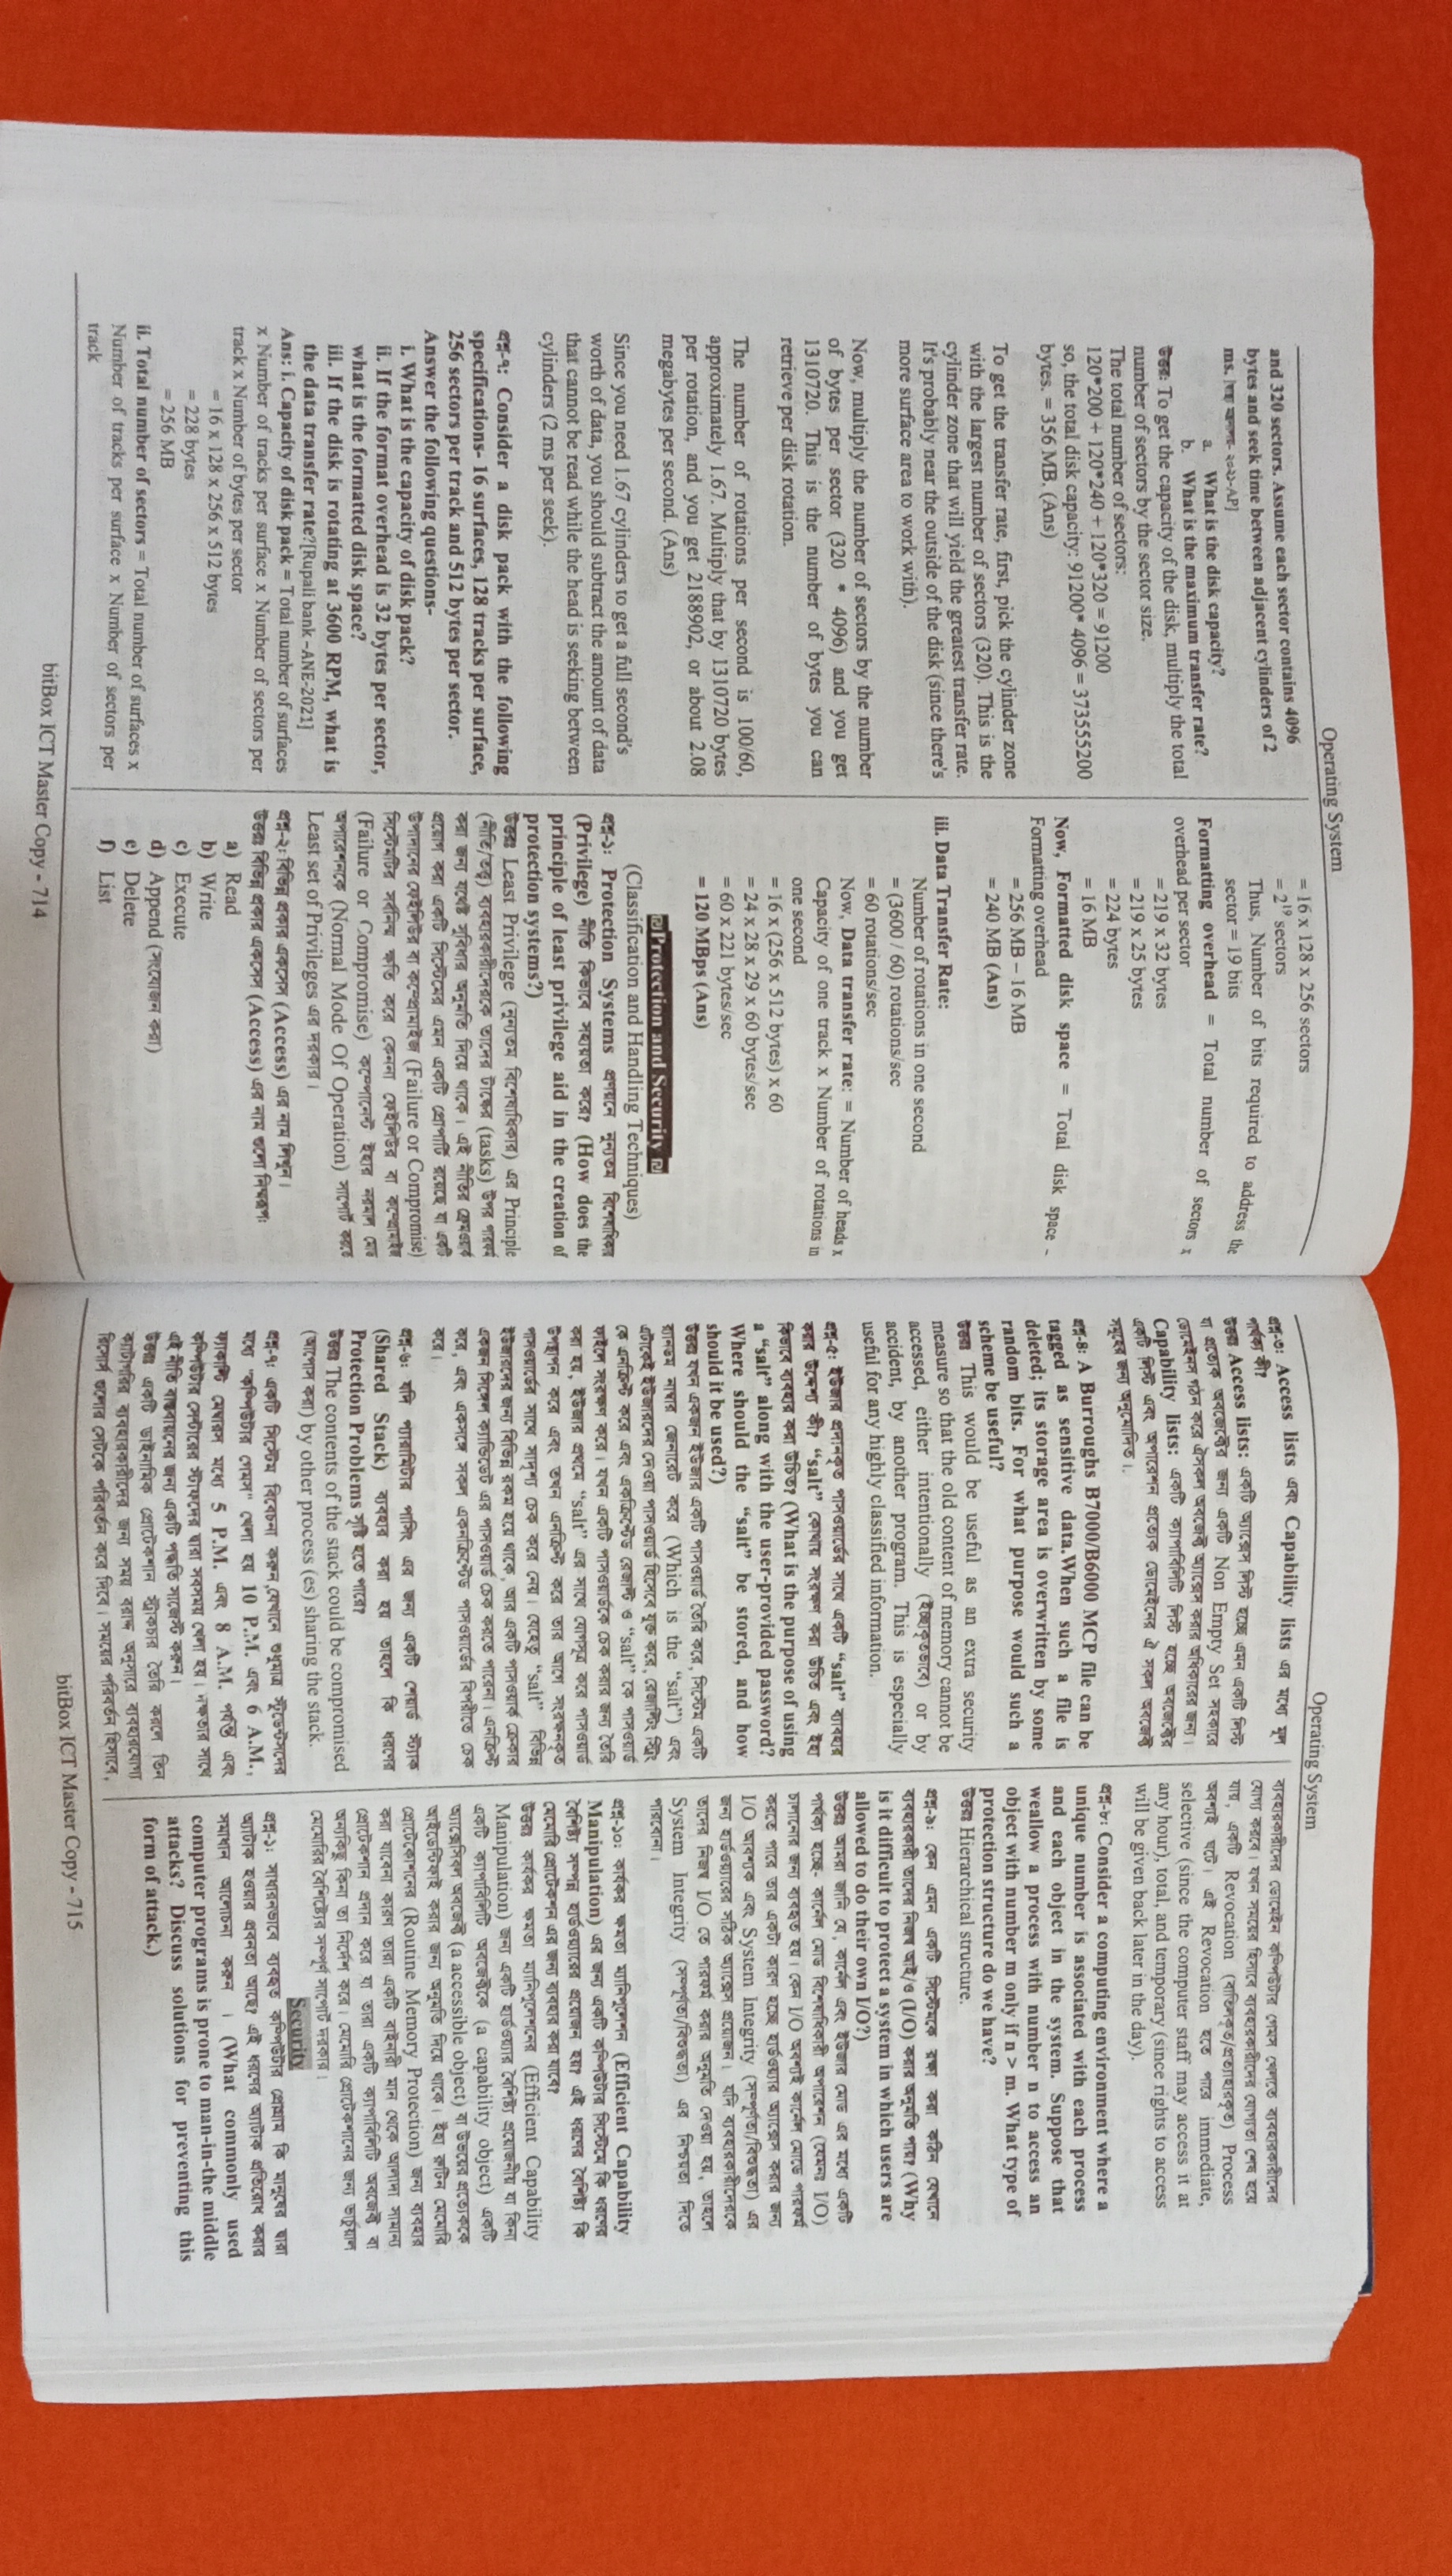 Operating System
and 320 sectors. Assume each sector contains 4096
bytes and seek time between adjacent cylinders of 2
ms. -২০২১-AP]
a. What is the disk capacity?
b. What is the maximum transfer rate?
উত্তর: To get the capacity of the disk, multiply the total
number of sectors by the sector size.
The total number of sectors:
120*200 + 120*240 + 120*320 = 91200
so, the total disk capacity: 91200* 4096 = 373555200
bytes. = 356 MB. (Ans)
To get the transfer rate, first, pick the cylinder zone
with the largest number of sectors (320). This is the
cylinder zone that will yield the greatest transfer rate.
It's probably near the outside of the disk (since there's
more surface area to work with).
Now, multiply the number of sectors by the number
of bytes per sector (320 * 4096) and you get
1310720. This is the number of bytes you can
retrieve per disk rotation.
The number of rotations per second is 100/60,
approximately 1.67. Multiply that by 1310720 bytes
per rotation, and you get 2188902, or about 2.08
megabytes per second. (Ans)
Since you need 1.67 cylinders to get a full second's
worth of data, you should subtract the amount of data
that cannot be read while the head is seeking between
cylinders (2 ms per seek).
প্রশ্ন-৭: Consider a disk pack with the following
specifications- 16 surfaces, 128 tracks per surface,
256 sectors per track and 512 bytes per sector.
Answer the following questions-
i. What is the capacity of disk pack?
ii. If the format overhead is 32 bytes per sector,
what is the formatted disk space?
iii. If the disk is rotating at 3600 RPM, what is
the data transfer rate?[Rupali bank –ANE-2021]
Ans: i. Capacity of disk pack = Total number of surfaces
x Number of tracks per surface x Number of sectors per
track x Number of bytes per sector
= 16 x 128 x 256 x 512 bytes
= 228 bytes
= 256 MB
ii. Total number of sectors = Total number of surfaces x
Number of tracks per surface x Number of sectors per
track
= 16 x 128 x 256 sectors
= 2¹⁹ sectors
Thus, Number of bits required to address the
sector = 19 bits
Formatting overhead = Total number of sectors x
overhead per sector
= 219 x 32 bytes
= 219 x 25 bytes
= 224 bytes
= 16 MB
Now, Formatted disk space = Total disk space –
Formatting overhead
= 256 MB – 16 MB
= 240 MB (Ans)
iii. Data Transfer Rate:
Number of rotations in one second
= (3600 / 60) rotations/sec
= 60 rotations/sec
Now, Data transfer rate: = Number of heads x
Capacity of one track x Number of rotations in
one second
= 16 x (256 x 512 bytes) x 60
= 24 x 28 x 29 x 60 bytes/sec
= 60 x 221 bytes/sec
= 120 MBps (Ans)
Protection and Security
(Classification and Handling Techniques)
প্রশ্ন-১: Protection Systems প্রণয়নে নূন্যতম বিশেষাধিকার
(Privilege) নীতি কিভাবে সহায়তা করে? (How does the
principle of least privilege aid in the creation of
protection systems?)
উত্তরঃ Least Privilege (নূন্যতম বিশেষাধিকার) এর Principle
(নীতি/তত্ত্ব) ব্যবহারকারীদেরকে তাদের টাস্কের (tasks) উপর পারফর্ম
করা জন্য যথেষ্ট সুবিধার অনুমতি দিয়ে থাকে। এই নীতির ফ্রেমওয়ার্ক
প্রয়োগ করা একটি সিস্টেমের এমন একটি প্রোপার্টি রয়েছে যা একটি
উপাদানের ফেইলিউর বা কম্প্রোমাইজ (Failure or Compromise)
সিস্টেমটির সর্বনিম্ন ক্ষতি করে কেননা ফেইলিউর বা কম্প্রোমাইজ
(Failure or Compromise) কম্পোনেন্ট ইহার নরমাল মোড
অপারেশনকে (Normal Mode Of Operation) সাপোর্ট করতে
Least set of Privileges এর দরকার।
প্রশ্ন-২: বিভিন্ন প্রকার একসেস (Access) এর নাম লিখুন।
উত্তরঃ বিভিন্ন প্রকার একসেস (Access) এর নাম গুলো নিম্নরূপঃ
a) Read
b) Write
c) Execute
d) Append (সংযোজন করা)
e) Delete
f) List
bitBox ICT Master Copy - 714
Operating System
প্রশ্ন-৩: Access lists এবং Capability lists এর মধ্যে মূল
পার্থক্য কী?
উত্তরঃ Access lists: একটি অ্যাক্সেস লিস্ট হচ্ছে এমন একটি লিস্ট
যা প্রত্যেক অবজেক্টের জন্য একটি Non Empty Set সহকারে
ডোমেইনস গঠন করে ঐসকল অবজেক্ট অ্যাক্সেস করার অধিকারের জন্য।
Capability lists: একটি ক্যাপাবিলিটি লিস্ট হচ্ছে অবজেক্টের
একটি লিস্ট এবং অপারেশন প্রত্যেক ডোমেইনের ঐ সকল অবজেক্ট
সমূহের জন্য অনুমোদিত।
প্রশ্ন-৪: A Burroughs B7000/B6000 MCP file can be
tagged as sensitive data.When such a file is
deleted; its storage area is overwritten by some
random bits. For what purpose would such a
scheme be useful?
উত্তরঃ This would be useful as an extra security
measure so that the old content of memory cannot be
accessed, either intentionally (ইচ্ছাকৃতভাবে) or by
accident, by another program. This is especially
useful for any highly classified information.
প্রশ্ন-৫: ইউজার প্রদানকৃত পাসওয়ার্ডের সাথে একটি “salt” ব্যবহার
করার উদ্দেশ্য কী? “salt” কোথায় সংরক্ষণ করা উচিত এবং ইহা
কিভাবে ব্যবহার করা উচিত? (What is the purpose of using
a “salt” along with the user-provided password?
Where should the “salt” be stored, and how
should it be used?)
উত্তরঃ যখন একজন ইউজার একটি পাসওয়ার্ড তৈরি করে, সিস্টেম একটি
র‍্যানডম নাম্বার জেনারেট করে (Which is the “salt”) এবং
এটাকেই ইউজারদের দেওয়া পাসওয়ার্ড হিসেবে যুক্ত করে, রেজাল্টিং স্ট্রিং
কে এনক্রিপ্ট করে এবং একক্রিপ্টেড রেজাল্ট ও “salt” কে পাসওয়ার্ড
ফাইলে সংরক্ষণ করে। যখন একটি পাসওয়ার্ডকে চেক করার জন্য তৈরি
করা হয়, ইউজার প্রথমে “salt” এর সাথে যোগসূত্র করে পাসওয়ার্ড
উপস্থাপন করে এবং তখন এনক্রিপ্ট করে তার আগে সংরক্ষনকৃত
পাসওয়ার্ডের সাথে সাদৃশ্য চেক করে নেয়। যেহেতু “salt” বিভিন্ন
ইউজারদের জন্য বিভিন্ন রকম হয়ে থাকে, আর একটি পাসওয়ার্ক ক্রেকার
একজন সিঙ্গেল ক্যান্ডিডেট এর পাসওয়ার্ড চেক করতে পারেনা। এনক্রিপ্ট
করে, এবং একসঙ্গে সকল একনক্রিপ্টেড পাসওয়ার্ডের বিপরীতে চেক
করে।
প্রশ্ন-৬: যদি প্যারামিটার পাসিং এর জন্য একটি শেয়ার্ড স্ট্যাক
(Shared Stack) ব্যবহার করা হয় তাহলে কি ধরণের
Protection Problems সৃষ্টি হতে পারে?
উত্তরঃ The contents of the stack could be compromised
(আপোস করা) by other process (es) sharing the stack.
প্রশ্ন-৭: একটি সিস্টেম বিবেচনা করুন,যেখানে শুধুমাত্র স্টুডেন্টসদের
মধ্যে "কম্পিউটার গেমস" খেলা হয় 10 P.M. এবং 6 A.M.,
ফ্যাকাল্টি মেম্বারস মধ্যে 5 P.M. এবং 8 A.M. পর্যন্ত এবং
কম্পিউটার সেন্টারের স্টাফদের দ্বারা সবসময় খেলা হয়। দক্ষতার সাথে
এই নীতি বাস্তবায়নের জন্য একটি পদ্ধতি সাজেস্ট করুন।
উত্তরঃ একটি ডাইনামিক প্রোটেকশান স্ট্রাকচার তৈরি করলে তিন
ক্যাটাগরির ব্যবহারকারীদের জন্য সময় বরাদ্দ অনুসারে ব্যবহারযোগ্য
রিসোর্স গুলোর সেটকে পরিবর্তন করে দিবে। সময়ের পরিবর্তন হিসাবে,
ব্যবহারকারীদের ডোমেইন কম্পিউটার গেমস খেলতে ব্যবহারকারীদের
যোগ্য করবে। যখন সময়ের হিসাবে ব্যবহারকারীদের যোগ্যতা শেষ হয়ে
যায়, একটি Revocation (বাতিলকৃত/প্রত্যাহারকৃত) Process
অবশ্যই ঘটে। এই Revocation হতে পারে immediate,
selective (since the computer staff may access it at
any hour), total, and temporary (since rights to access
will be given back later in the day).
প্রশ্ন-৮: Consider a computing environment where a
unique number is associated with each process
and each object in the system. Suppose that
weallow a process with number n to access an
object with number m only if n > m. What type of
protection structure do we have?
উত্তরঃ Hierarchical structure.
প্রশ্ন-৯: কেন এমন একটি সিস্টেমকে রক্ষা করা কঠিন যেখানে
ব্যবহারকারী তাদের নিজস্ব আই/ও (I/O) করার অনুমতি পায়? (Why
is it difficult to protect a system in which users are
allowed to do their own I/O?)
উত্তরঃ আমরা জানি যে, কার্নেল এবং ইউজার মোড এর মধ্যে একটি
পার্থক্য হচ্ছে- কার্নেল মোড বিশেষাধিকারী অপারেশন (যেমনঃ I/O)
চালানোর জন্য ব্যবহৃত হয়। কেন I/O অবশ্যই কার্নেল মোডে পারফর্ম
করতে পারে তার একটা কারণ হচ্ছে হার্ডওয়্যার অ্যাক্সেস করার জন্য
I/O আবশ্যক এবং System Integrity (সম্পূর্ণতা/বিশুদ্ধতা) এর
জন্য হার্ডওয়্যারের সঠিক অ্যাক্সেস প্রয়োজন। যদি ব্যবহারকারীদেরকে
তাদের নিজস্ব I/O তে পারফর্ম করার অনুমতি দেওয়া হয়, তাহলে
System Integrity (সম্পূর্ণতা/বিশুদ্ধতা) এর নিশ্চয়তা দিতে
পারবোনা।
প্রশ্ন-১০: কার্যকর ক্ষমতা ম্যানিপুলেশন (Efficient Capability
Manipulation) এর জন্য একটি কম্পিউটার সিস্টেমে কি ধরণের
বৈশিষ্ট্য সম্পন্ন হার্ডওয়্যারের প্রয়োজন হয়? এই ধরণের বৈশিষ্ট্য কি
মেমোরি প্রোটেকশন এর জন্য ব্যবহার করা যাবে?
উত্তরঃ কার্যকর ক্ষমতা ম্যানিপুলেশনের (Efficient Capability
Manipulation) জন্য একটি হার্ডওয়্যার বৈশিষ্ট্য প্রয়োজনীয় যা কিনা
একটি ক্যাপাবিলিটি অবজেক্টকে (a capability object) একটি
অ্যাক্সেসিবল অবজেক্ট (a accessible object) বা উভয়ের প্রত্যেককে
আইডেন্টিফাই করার জন্য অনুমতি দিয়ে থাকে। ইহা রুটিন মেমোরি
প্রোটেকোশনের (Routine Memory Protection) জন্য ব্যবহার
করা যাবেনা কারণ তারা একটি বাইনারী মান থেকে আলাদা সামান্য
প্রোটেকশান প্রদান করে যা তারা একটি ক্যাপাবিলিটি অবজেক্ট বা
অন্যকিছু কিনা তা নির্দেশ করে। মেমোরি প্রোটেকশানের জন্য ভার্চুয়াল
মেমোরির বৈশিষ্ট্যের সম্পূর্ণ সাপোর্ট দরকার।
Security
প্রশ্ন-১: সাধারনভাবে ব্যবহৃত কম্পিউটার প্রোগ্রাম কি মানুষের দ্বারা
অ্যাটাক হওয়ার প্রবনতা আছে? এই ধরণের অ্যাটাক প্রতিরোধ করার
সমাধান আলোচনা করুন । (What commonly used
computer programs is prone to man-in-the middle
attacks? Discuss solutions for preventing this
form of attack.)
bitBox ICT Master Copy - 715